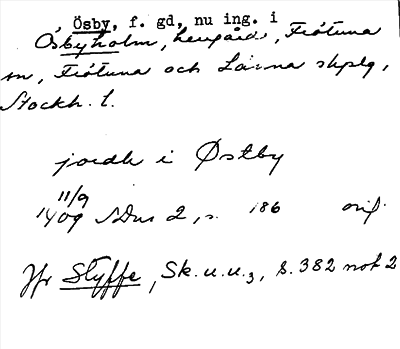 Ösby, f. gd, nu ing. i
Ösbyholm, herrgård, Frötuna
sn, Frötuna och Länna skplg,
Stockh. l.
jordh i Østby
11/9
1409 SDns 2, s. 186 orig.
Jfr Styffe, Sk. u. u. 3, s. 382 not 2